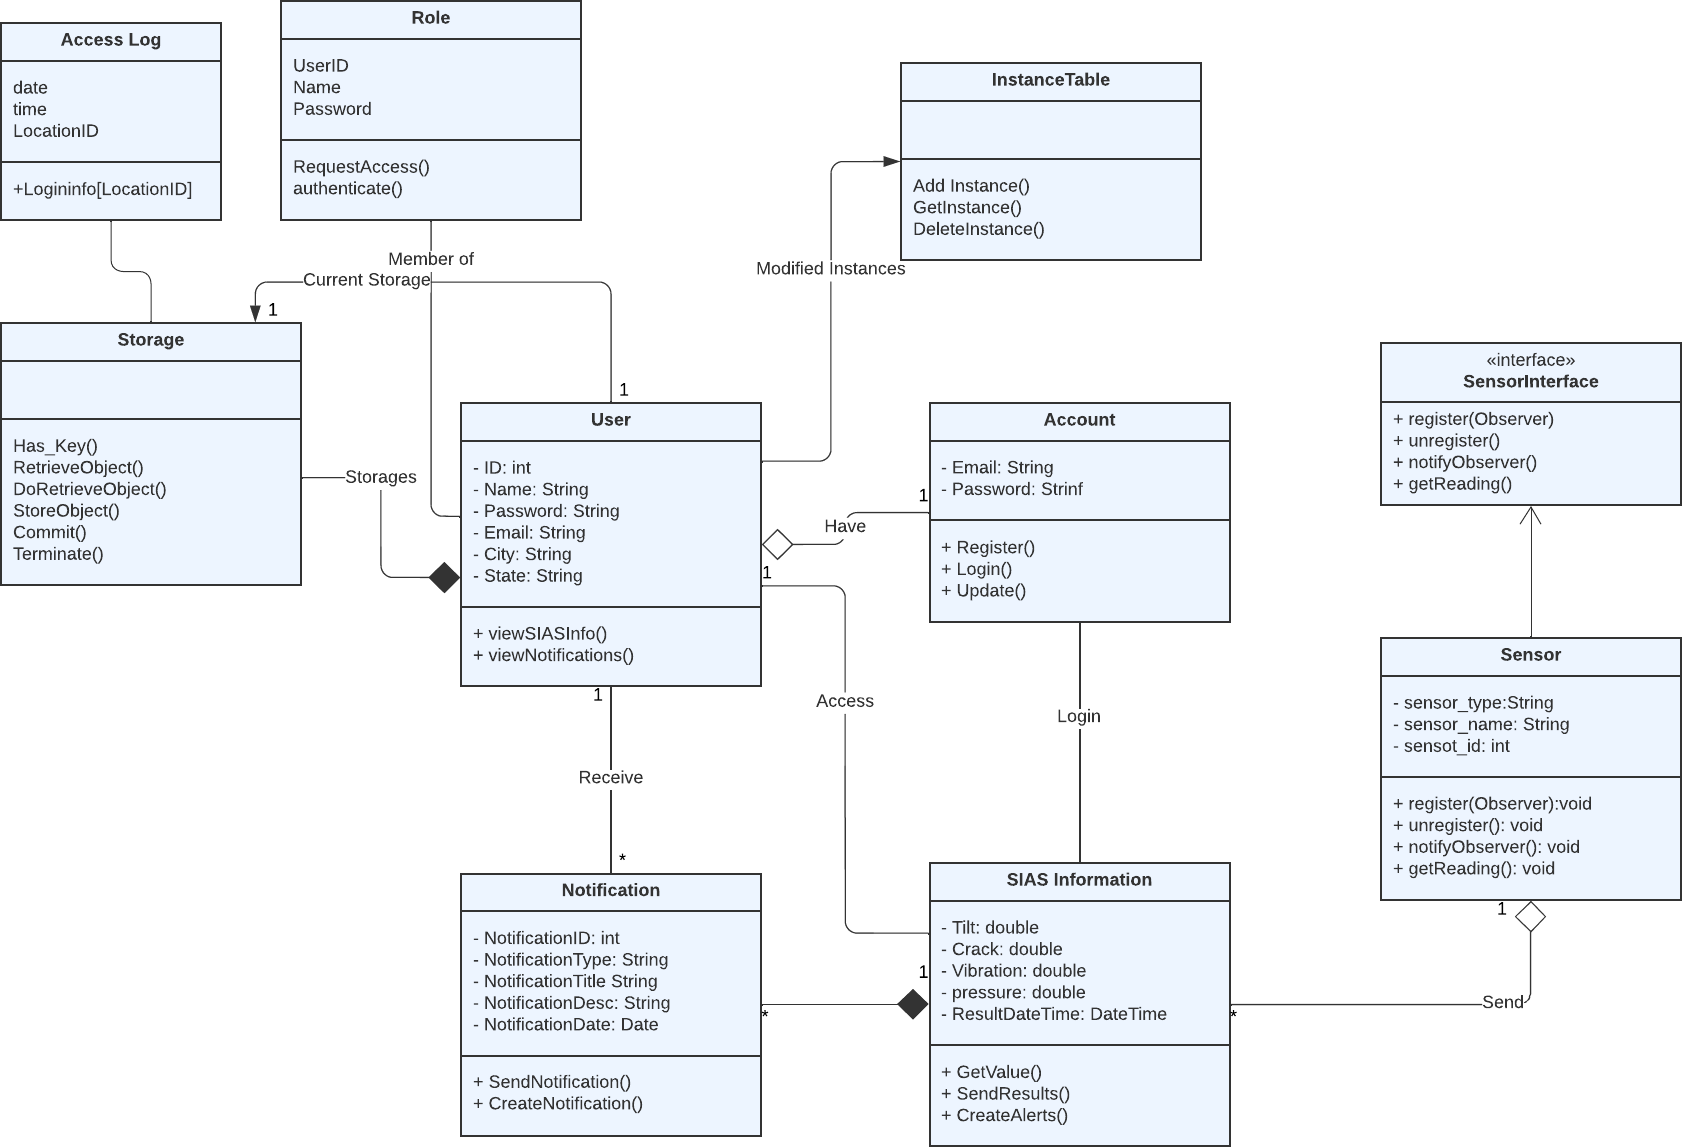 Access Log
date
time
LocationID
+Logininfo[LocationID]
Role
UserID
Name
Password
RequestAccess()
authenticate()
InstanceTable
Add Instance()
GetInstance()
DeleteInstance()
Member of
Current Storage
1
1
Modified Instances
Storage
Has_Key()
RetrieveObject()
DoRetrieveObject()
StoreObject()
Commit()
Terminate()
Storages
User
- ID: int
- Name: String
- Password: String
- Email: String
- City: String
- State: String
+ viewSIASInfo()
+ viewNotifications()
Have
1
1
Account
- Email: String
- Password: Strinf
+ Register()
+ Login()
+ Update()
«interface»
SensorInterface
+ register(Observer)
+ unregister()
+ notifyObserver()
+ getReading()
Sensor
- sensor_type:String
- sensor_name: String
- sensot_id: int
+ register(Observer):void
+ unregister(): void
+ notifyObserver(): void
+ getReading(): void
1
Access
Login
1
Receive
*
Notification
- NotificationID: int
- NotificationType: String
- NotificationTitle String
- NotificationDesc: String
- NotificationDate: Date
+ SendNotification()
+ CreateNotification()
*
1
SIAS Information
- Tilt: double
- Crack: double
- Vibration: double
- pressure: double
- ResultDateTime: DateTime
+ GetValue()
+ SendResults()
+ CreateAlerts()
*
Send